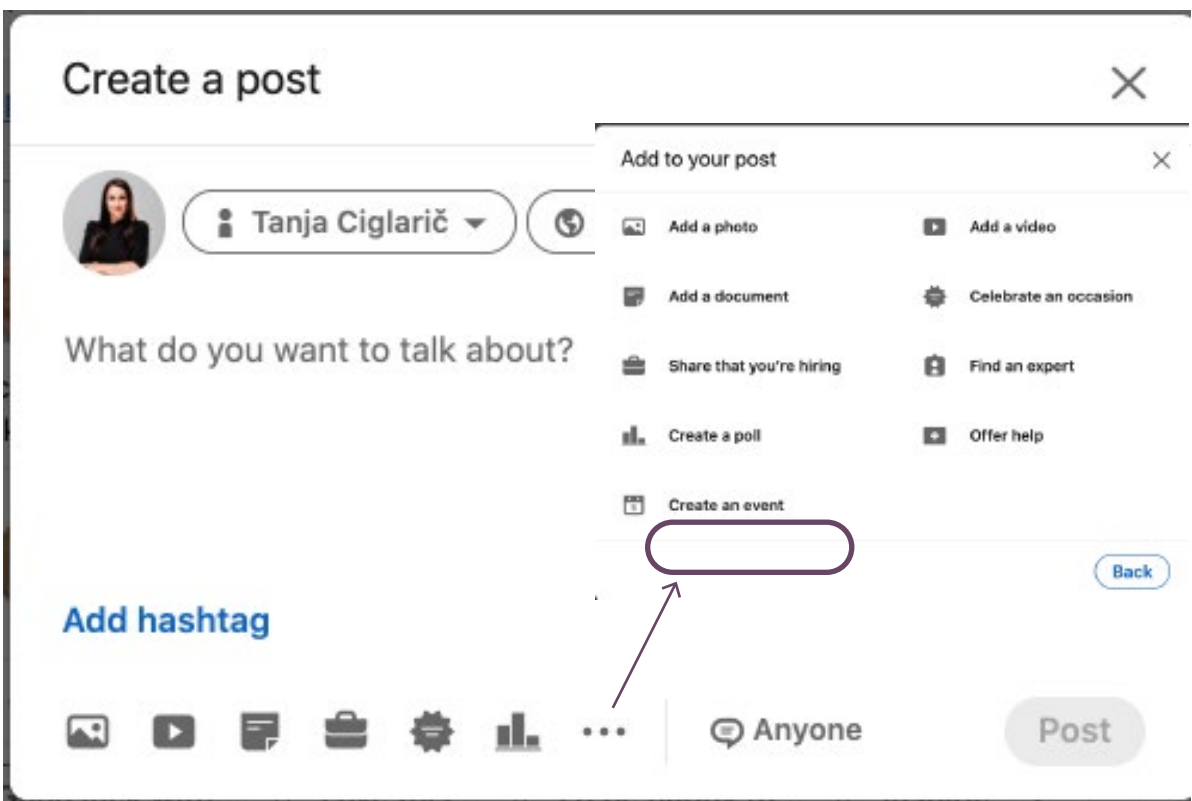 Create a post
Tanja Ciglarič
What do you want to talk about?
Add hashtag
Anyone
Post
Add to your post
Add a photo
Add a video
Add a document
Celebrate an occasion
Share that you're hiring
Find an expert
Create a poll
Offer help
Create an event
Back